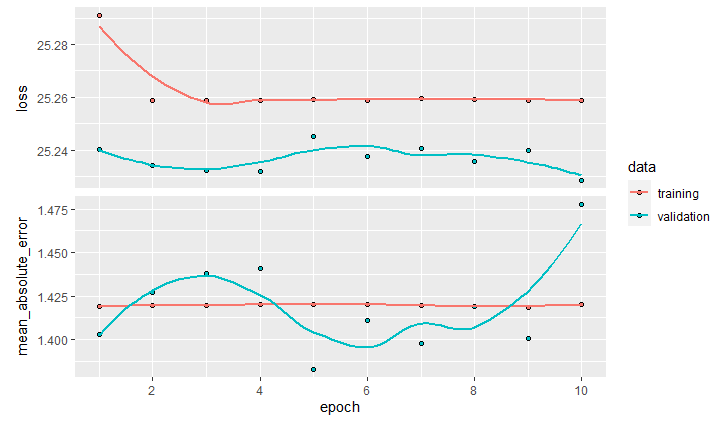 loss
25.28
25.26
25.24
mean_absolute_error
1.475
1.450
1.425
1.400
2
4
6
8
10
epoch
data
training
validation